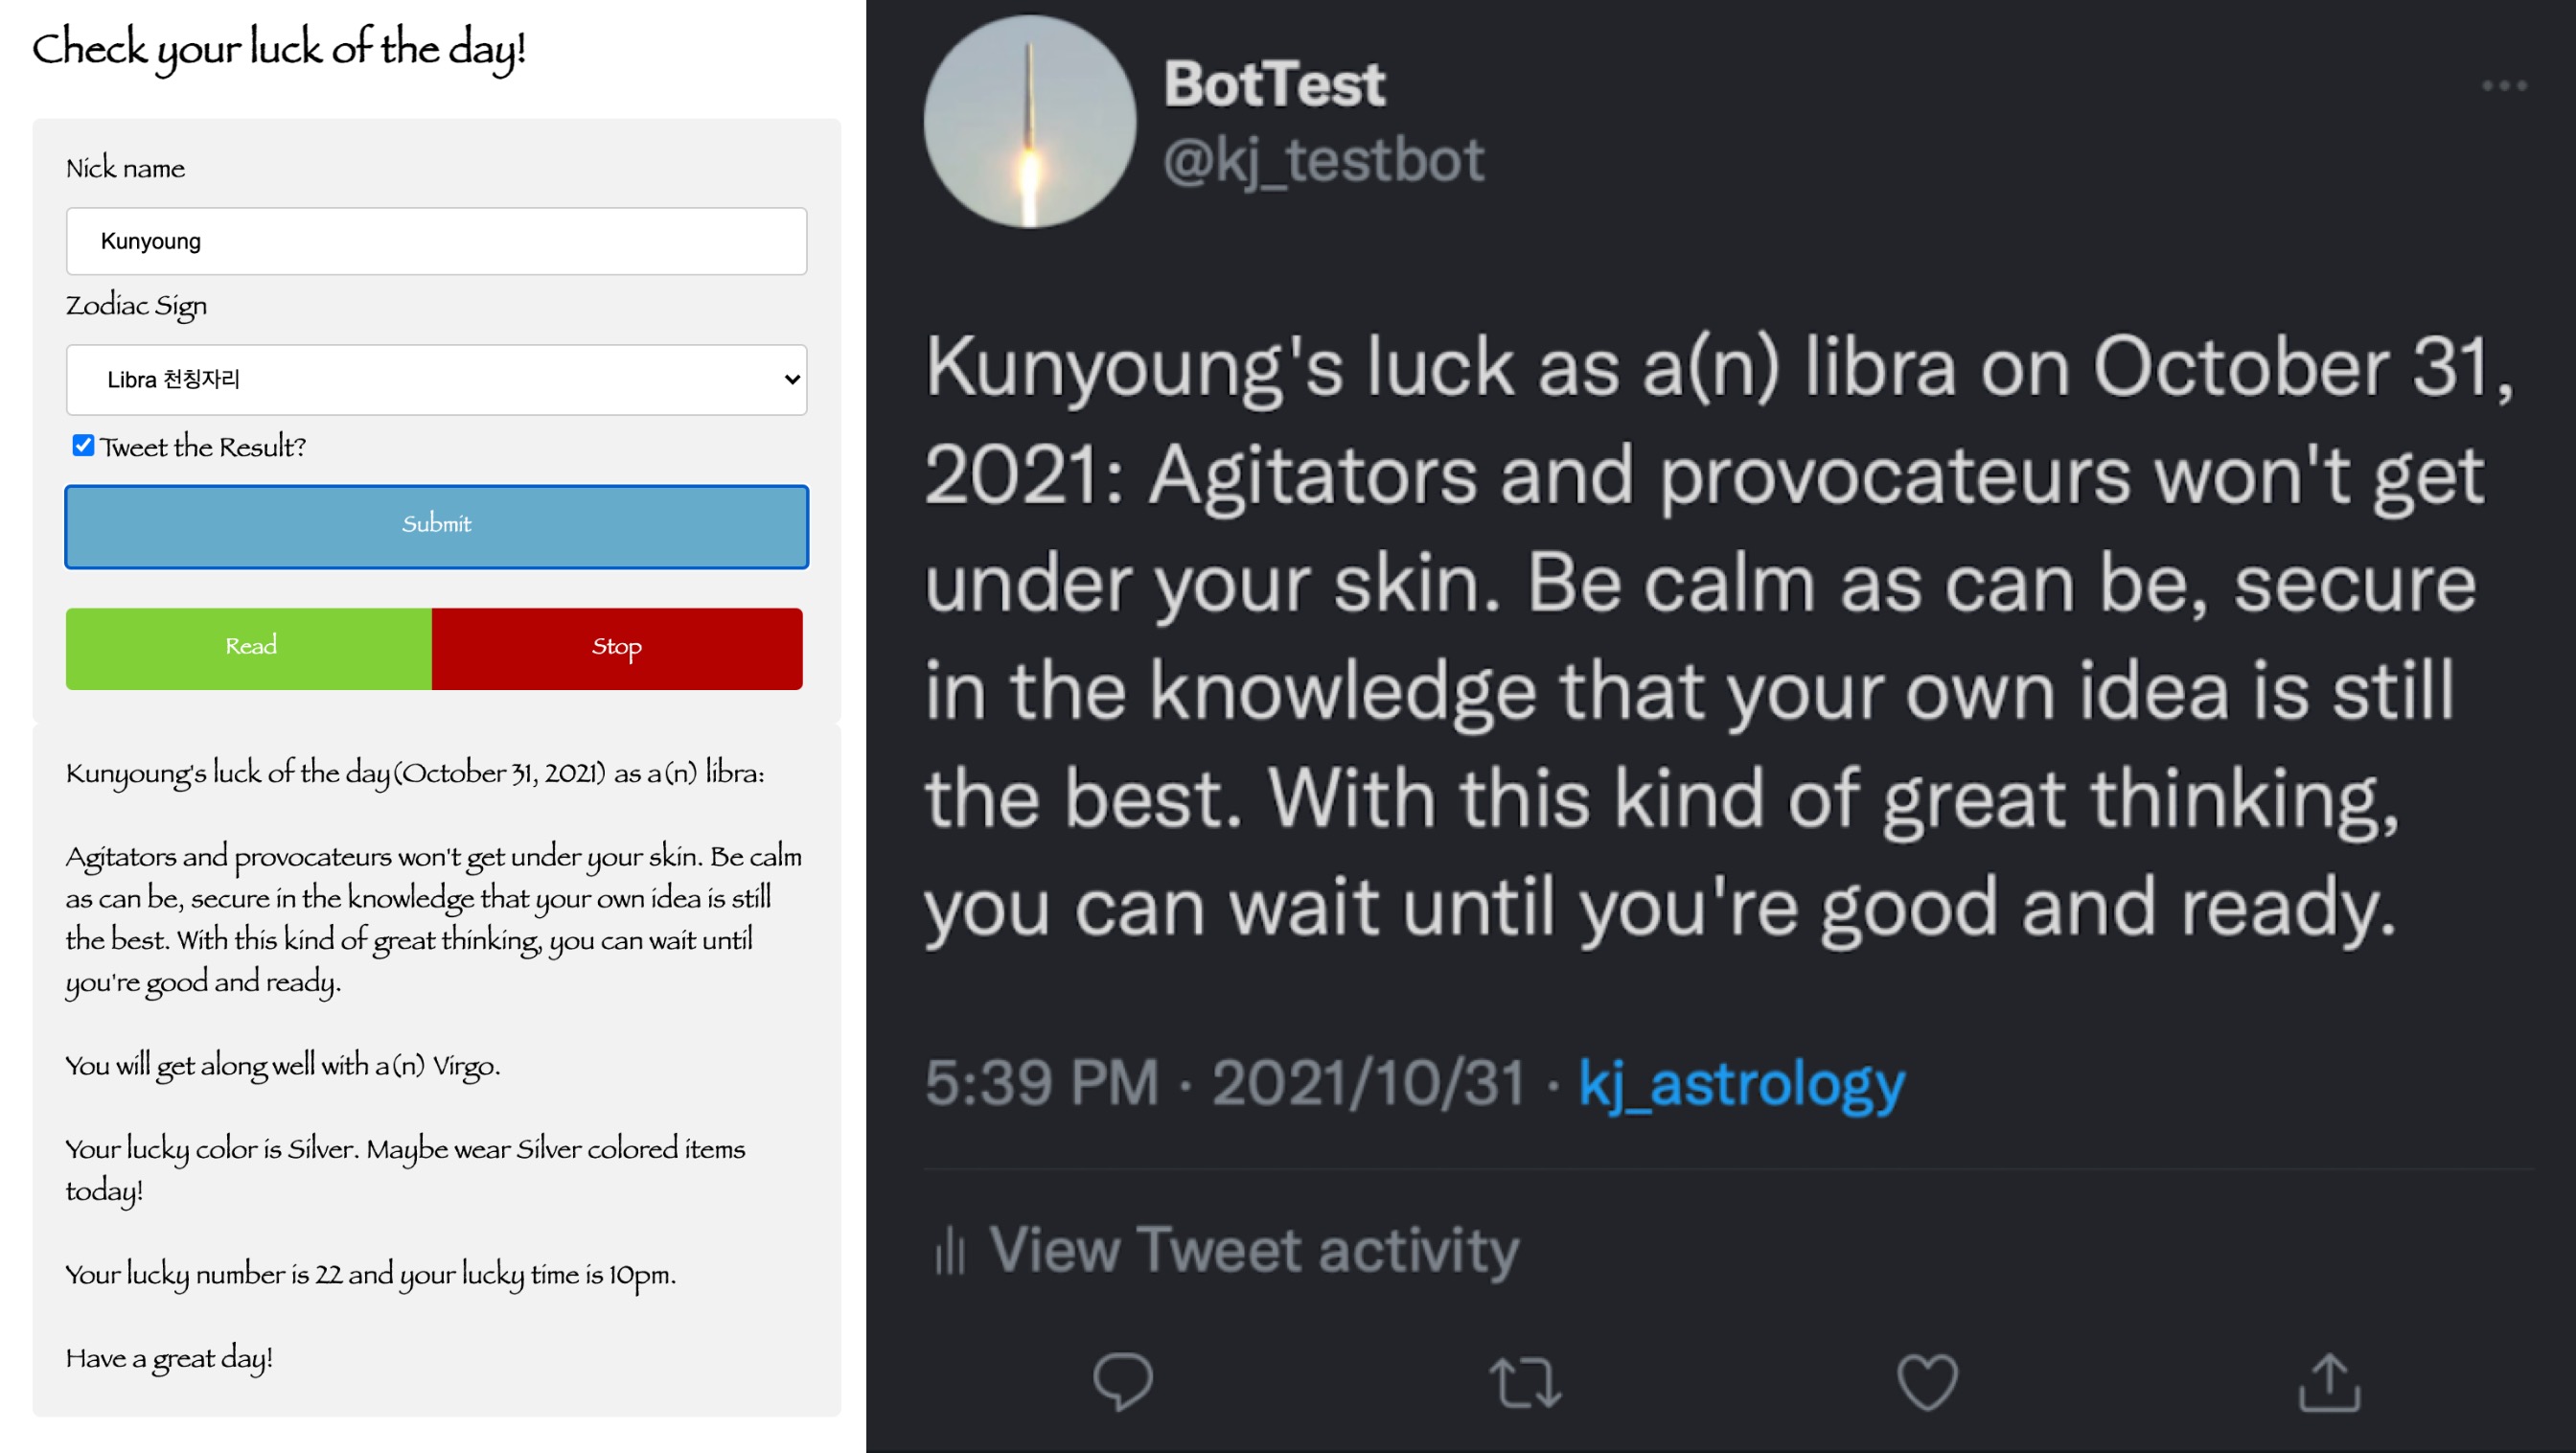 Check your luck of the day!
Nick name
Kunyoung
Zodiac Sign
Libra 천칭자리
Tweet the Result?
Submit
Read
Stop
Kunyoung's luck of the day(October 31, 2021) as a(n) libra:
Agitators and provocateurs won't get under your skin. Be calm
as can be, secure in the knowledge that your own idea is still
the best. With this kind of great thinking, you can wait until
you're good and ready.
You will get along well with a(n) Virgo.
Your lucky color is Silver. Maybe wear Silver colored items
today!
Your lucky number is 22 and your lucky time is 10pm.
Have a great day!
BotTest
@kj_testbot
Kunyoung's luck as a(n) libra on October 31,
2021: Agitators and provocateurs won't get
under your skin. Be calm as can be, secure
in the knowledge that your own idea is still
the best. With this kind of great thinking,
you can wait until you're good and ready.
5:39 PM · 2021/10/31 · kj_astrology
View Tweet activity